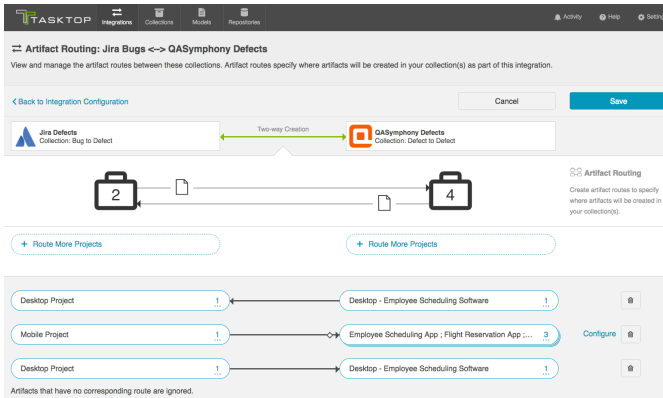 TASKTOP
Integrations
Collections
Models
Repositories
Activity
Help
Setting
Artifact Routing: Jira Bugs <--> QASymphony Defects
View and manage the artifact routes between these collections. Artifact routes specify where artifacts will be created in your collection(s) as part of this integration.
Back to Integration Configuration
Cancel
Save
Jira Defects
Collection: Bug to Defect
Two-way Creation
QASymphony Defects
Collection: Defect to Defect
2
4
Artifact Routing
Create artifact routes to specify
where artifacts will be created in
your collection(s).
+ Route More Projects
+ Route More Projects
Desktop Project 1
Desktop - Employee Scheduling Software 1
Mobile Project 1
Employee Scheduling App ; Flight Reservation App ;... 3
Configure
Desktop Project 1
Desktop - Employee Scheduling Software 1
Artifacts that have no corresponding route are ignored.